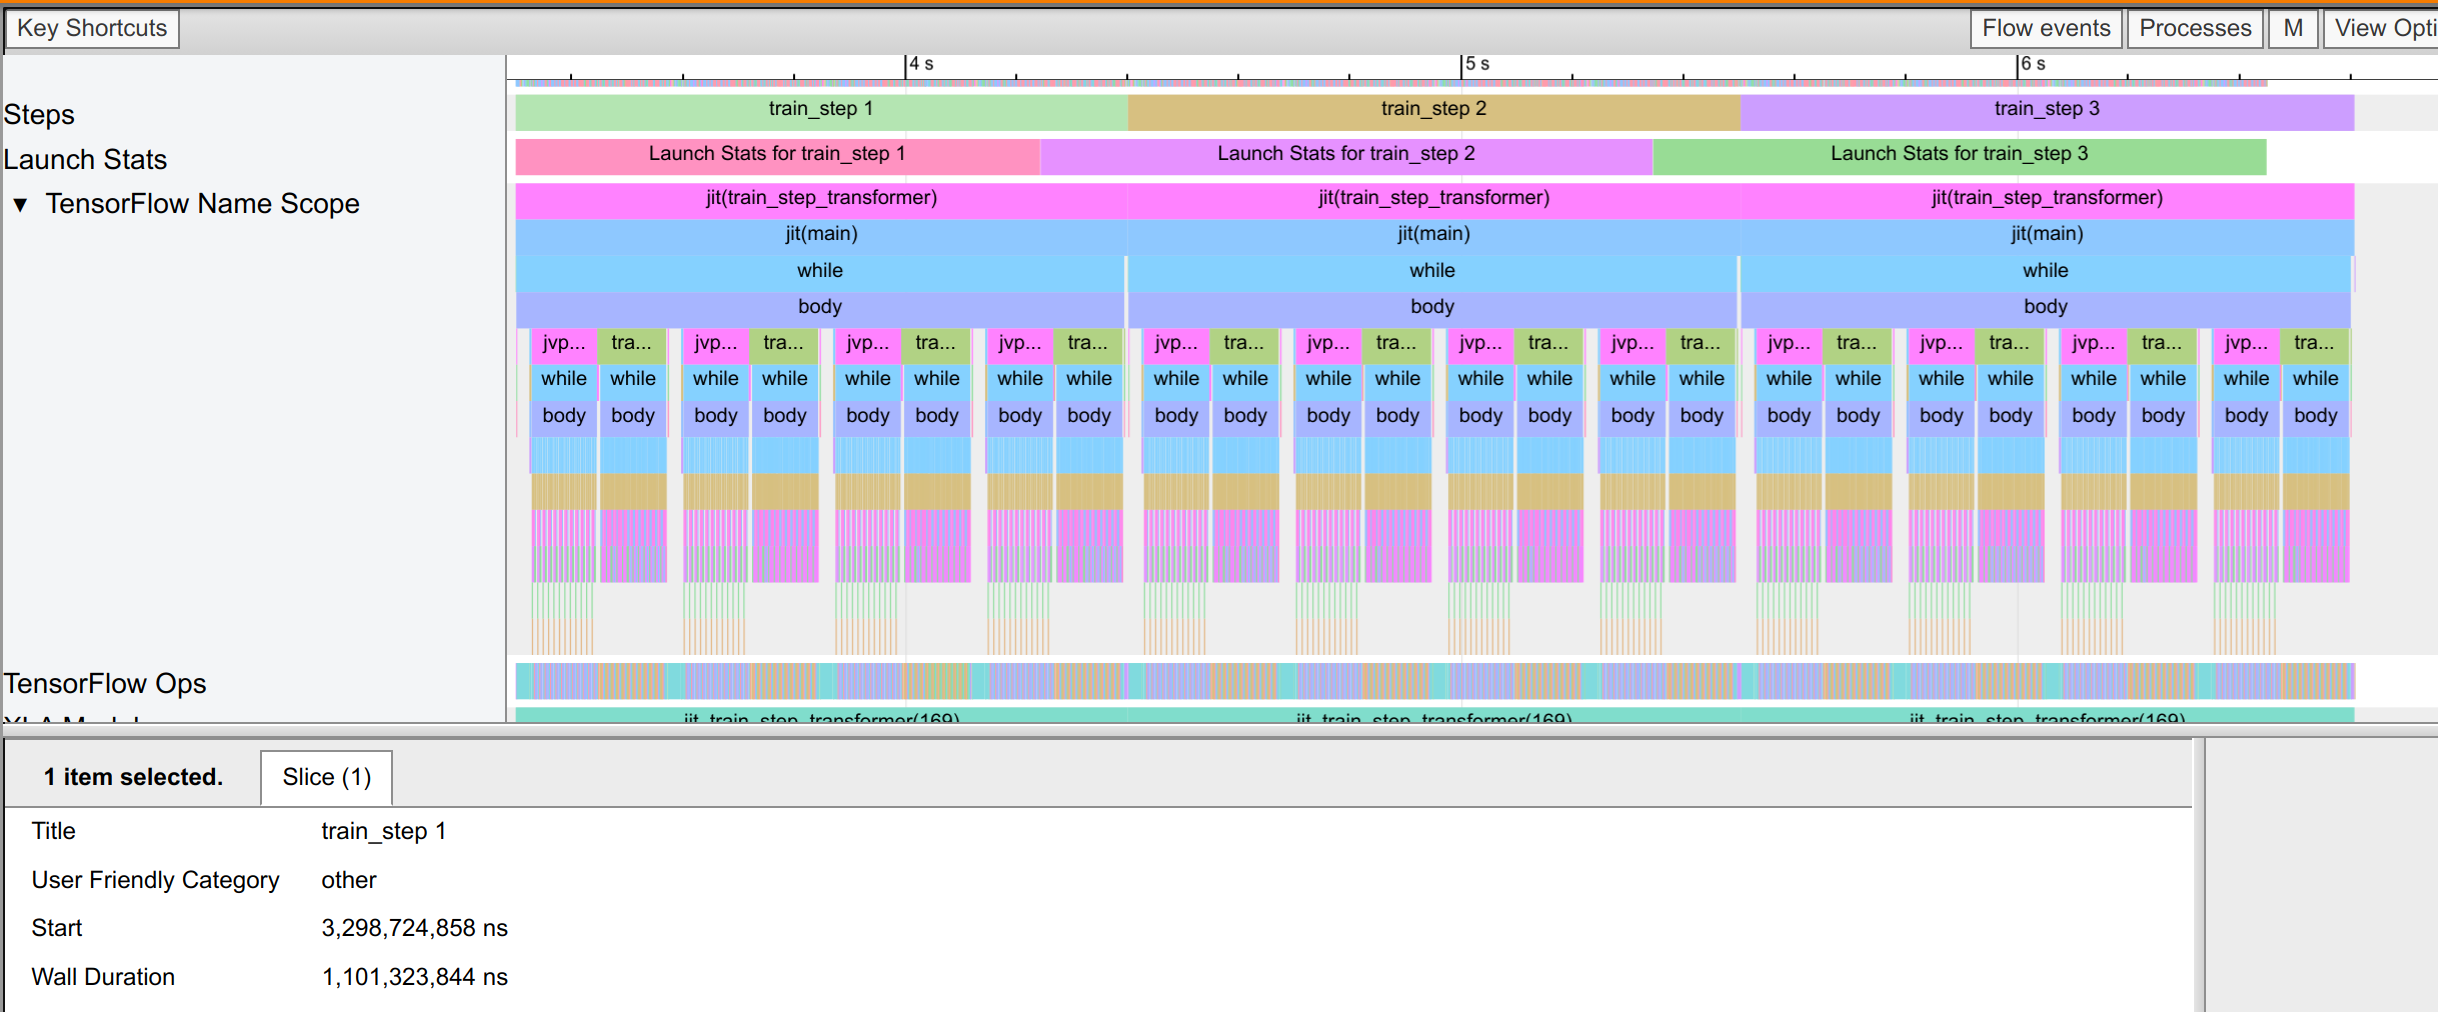 Key Shortcuts Flow events Processes M View Opti
4 s 5 s 6 s
Steps train_step 1 train_step 2 train_step 3
Launch Stats Launch Stats for train_step 1 Launch Stats for train_step 2 Launch Stats for train_step 3
▼ TensorFlow Name Scope jit(train_step_transformer) jit(train_step_transformer) jit(train_step_transformer)
jit(main) jit(main) jit(main)
while while while
body body body
jvp... tra... jvp... tra... jvp... tra... jvp... tra... jvp... tra... jvp... tra... jvp... tra... jvp... tra... jvp... tra... jvp... tra... jvp... tra... jvp... tra...
while while while while while while while while while while while while while while while while while while while while while while while while
body body body body body body body body body body body body body body body body body body body body body body body body
TensorFlow Ops
jit_train_step_transformer(169) jit_train_step_transformer(169) jit_train_step_transformer(169)
1 item selected. Slice (1)
Title train_step 1
User Friendly Category other
Start 3,298,724,858 ns
Wall Duration 1,101,323,844 ns